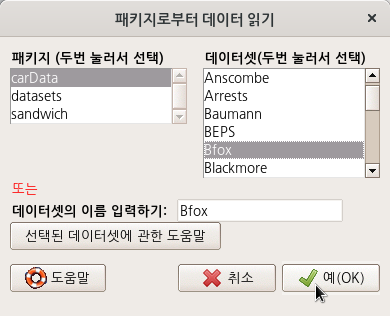 패키지로부터 데이터 읽기
패키지 (두번 눌러서 선택)
carData
datasets
sandwich
데이터셋(두번 눌러서 선택)
Anscombe
Arrests
Baumann
BEPS
Bfox
Blackmore
또는
데이터셋의 이름 입력하기: Bfox
선택된 데이터셋에 관한 도움말
도움말 취소 예(OK)